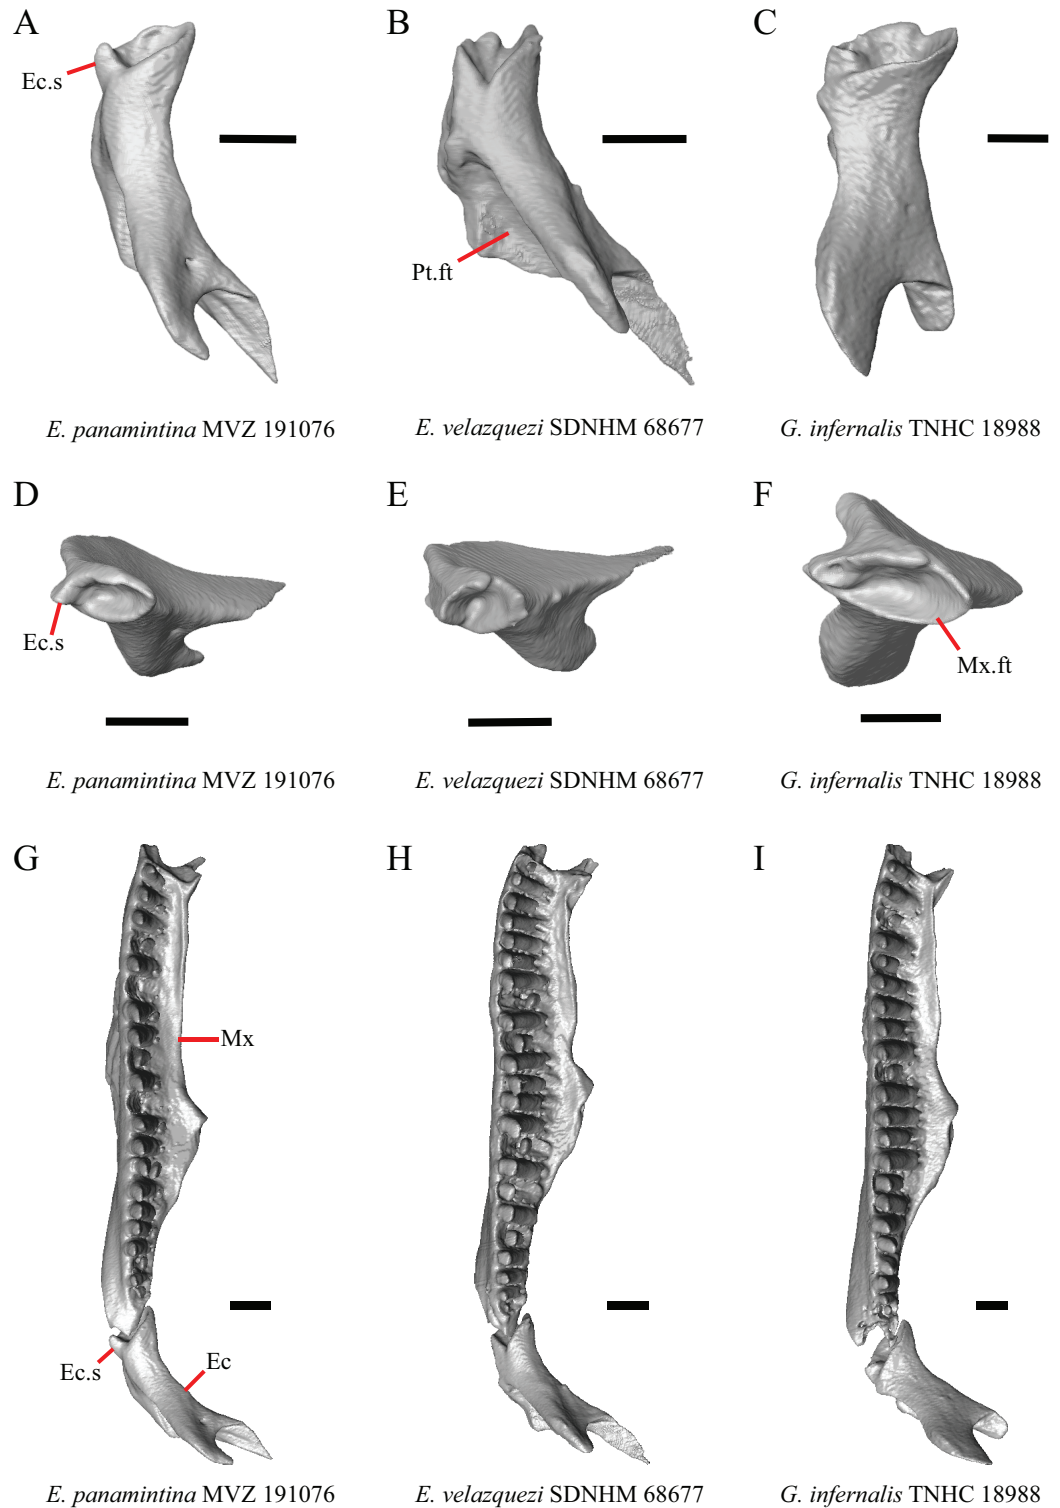 A
B
C
Ec.s
Pt.ft
E. panamintina MVZ 191076
E. velazquezi SDNHM 68677
G. infernalis TNHC 18988
D
E
F
Ec.s
Mx.ft
E. panamintina MVZ 191076
E. velazquezi SDNHM 68677
G. infernalis TNHC 18988
G
H
I
Mx
Ec.s
Ec
E. panamintina MVZ 191076
E. velazquezi SDNHM 68677
G. infernalis TNHC 18988